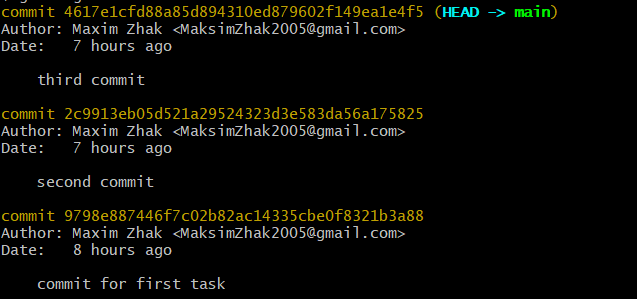 commit 4617e1cfd88a85d894310ed879602f149ea1e4f5 (HEAD -> main)
Author: Maxim Zhak <MaksimZhak2005@gmail.com>
Date:   7 hours ago
third commit
commit 2c9913eb05d521a29524323d3e583da56a175825
Author: Maxim Zhak <MaksimZhak2005@gmail.com>
Date:   7 hours ago
second commit
commit 9798e887446f7c02b82ac14335cbe0f8321b3a88
Author: Maxim Zhak <MaksimZhak2005@gmail.com>
Date:   8 hours ago
commit for first task